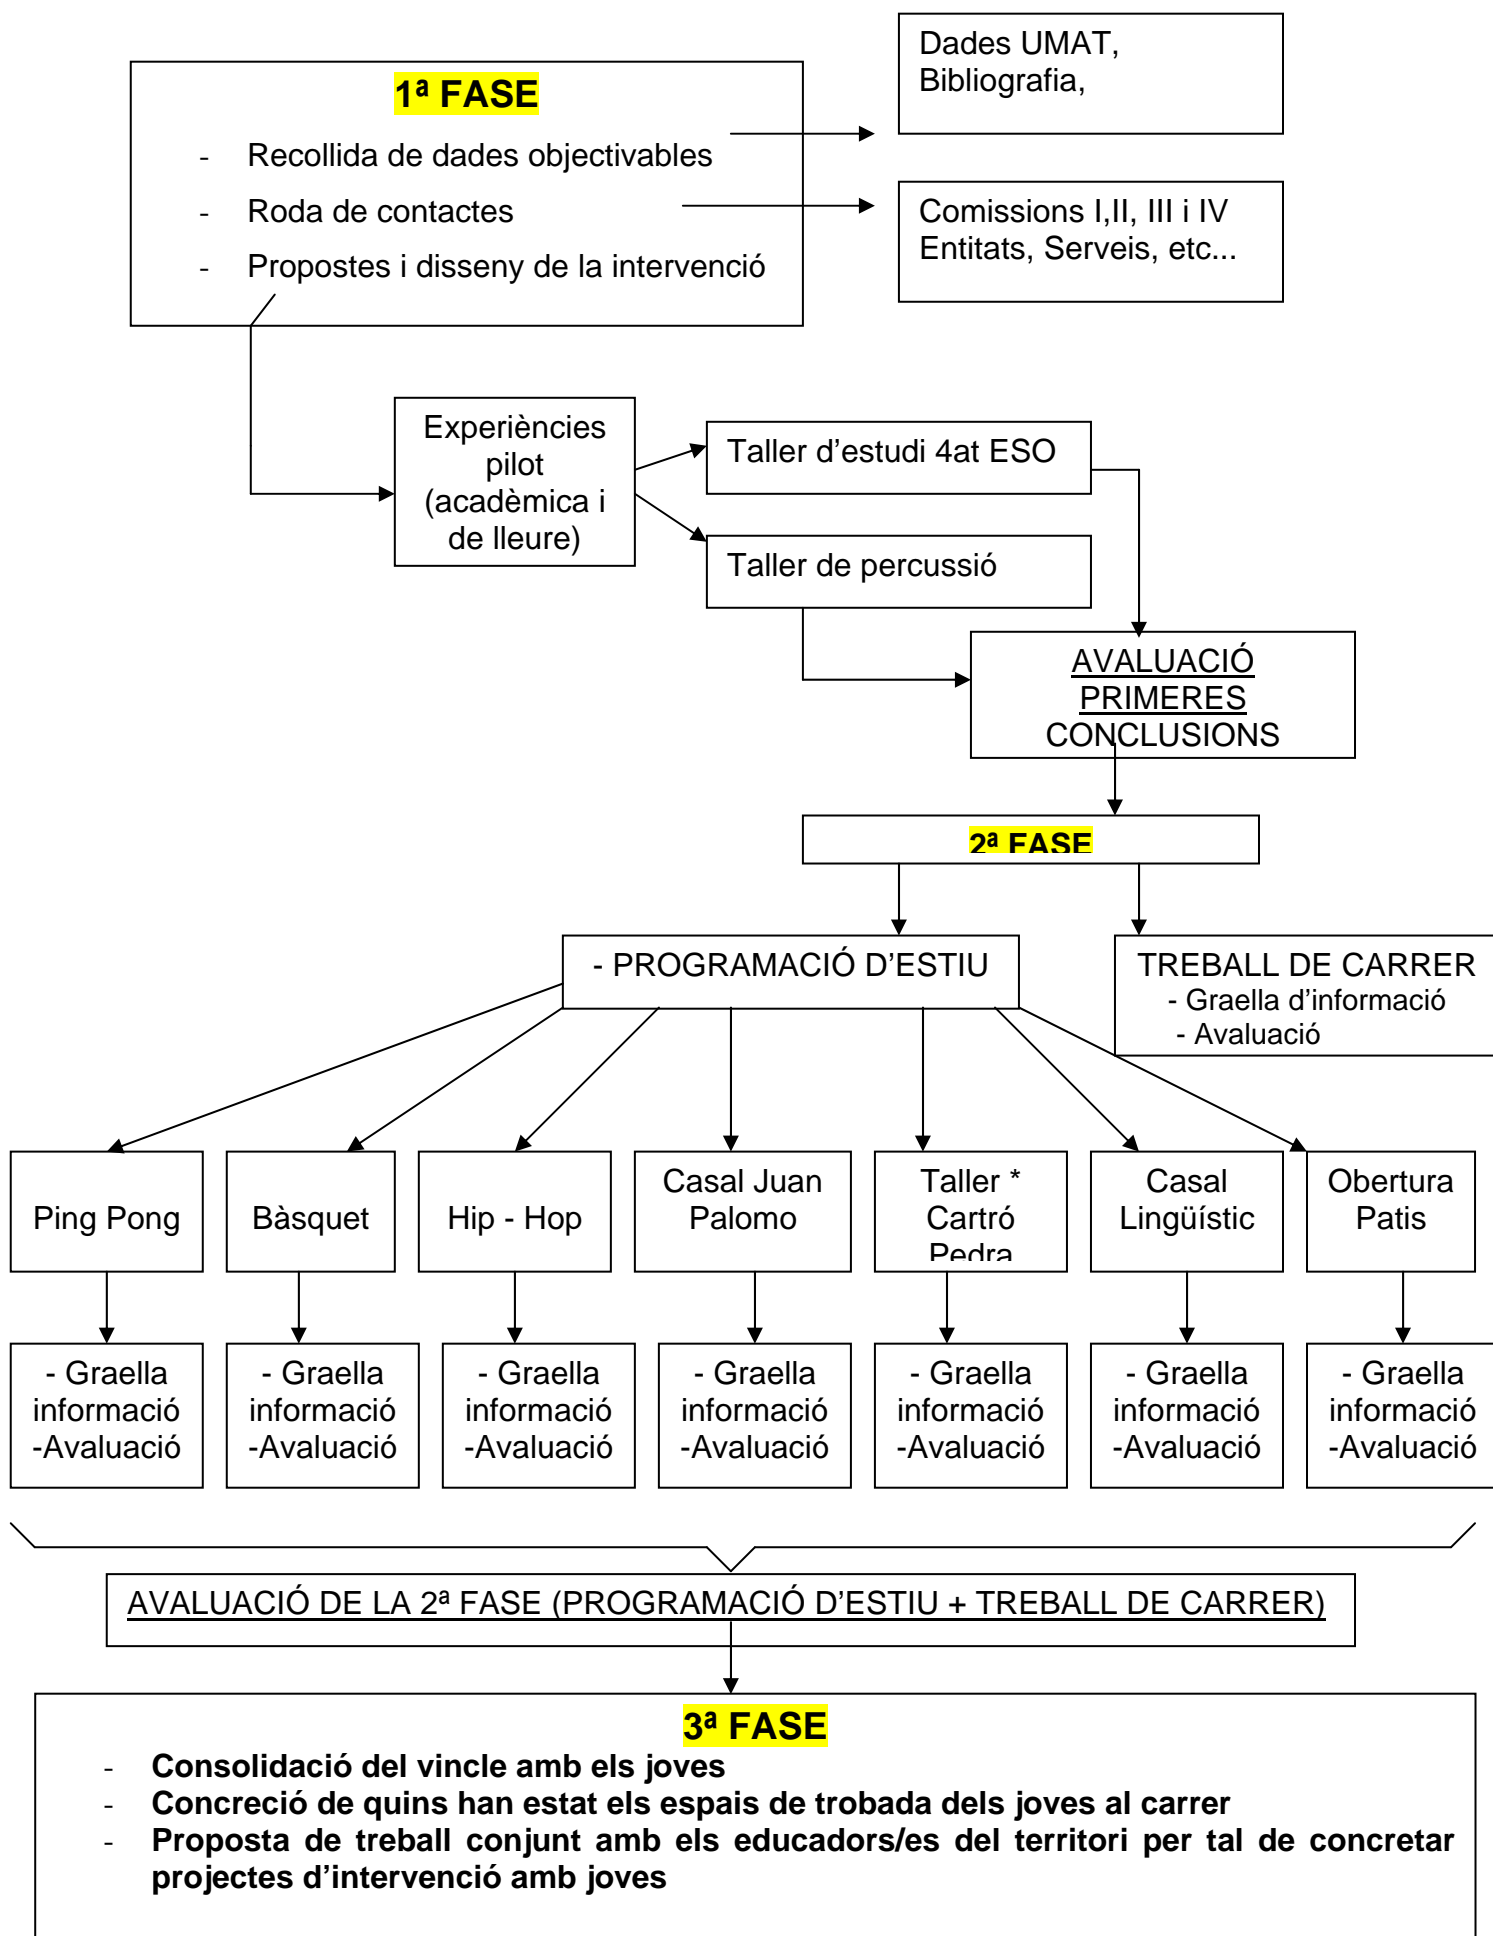 Dades UMAT,
Bibliografia,
1ª FASE
- Recollida de dades objectivables
- Roda de contactes
- Propostes i disseny de la intervenció
Comissions I,II, III i IV
Entitats, Serveis, etc...
Experiències
pilot
(acadèmica i
de lleure)
Taller d’estudi 4at ESO
Taller de percussió
AVALUACIÓ
PRIMERES
CONCLUSIONS
2ª FASE
- PROGRAMACIÓ D’ESTIU
TREBALL DE CARRER
- Graella d’informació
- Avaluació
Ping Pong
Bàsquet
Hip - Hop
Casal Juan
Palomo
Taller *
Cartró
Pedra
Casal
Lingüístic
Obertura
Patis
- Graella
informació
-Avaluació
- Graella
informació
-Avaluació
- Graella
informació
-Avaluació
- Graella
informació
-Avaluació
- Graella
informació
-Avaluació
- Graella
informació
-Avaluació
- Graella
informació
-Avaluació
AVALUACIÓ DE LA 2ª FASE (PROGRAMACIÓ D’ESTIU + TREBALL DE CARRER)
3ª FASE
- Consolidació del vincle amb els joves
- Concreció de quins han estat els espais de trobada dels joves al carrer
- Proposta de treball conjunt amb els educadors/es del territori per tal de concretar
projectes d’intervenció amb joves